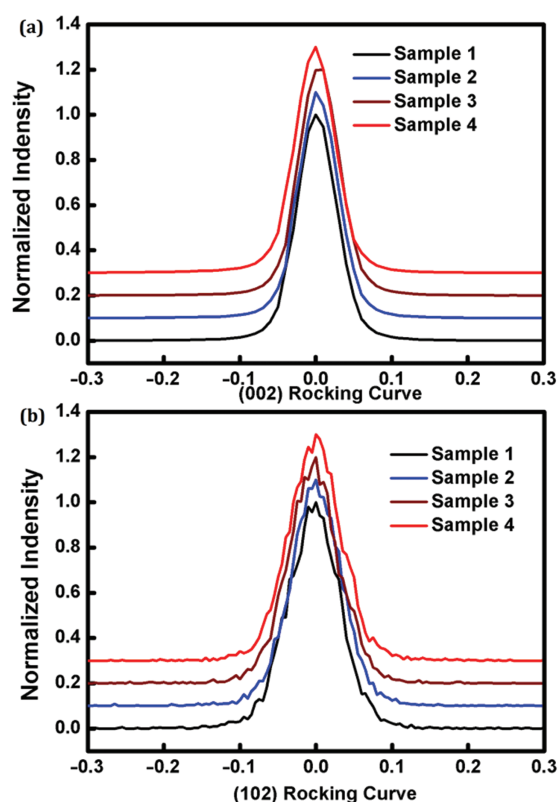 (a)
1.4
1.2
1.0
0.8
0.6
0.4
0.2
0.0
Normalized Indensity
Sample 1
Sample 2
Sample 3
Sample 4
−0.3 −0.2 −0.1 0.0 0.1 0.2 0.3
(002) Rocking Curve
(b)
1.4
1.2
1.0
0.8
0.6
0.4
0.2
0.0
Normalized Indensity
Sample 1
Sample 2
Sample 3
Sample 4
−0.3 −0.2 −0.1 0.0 0.1 0.2 0.3
(102) Rocking Curve